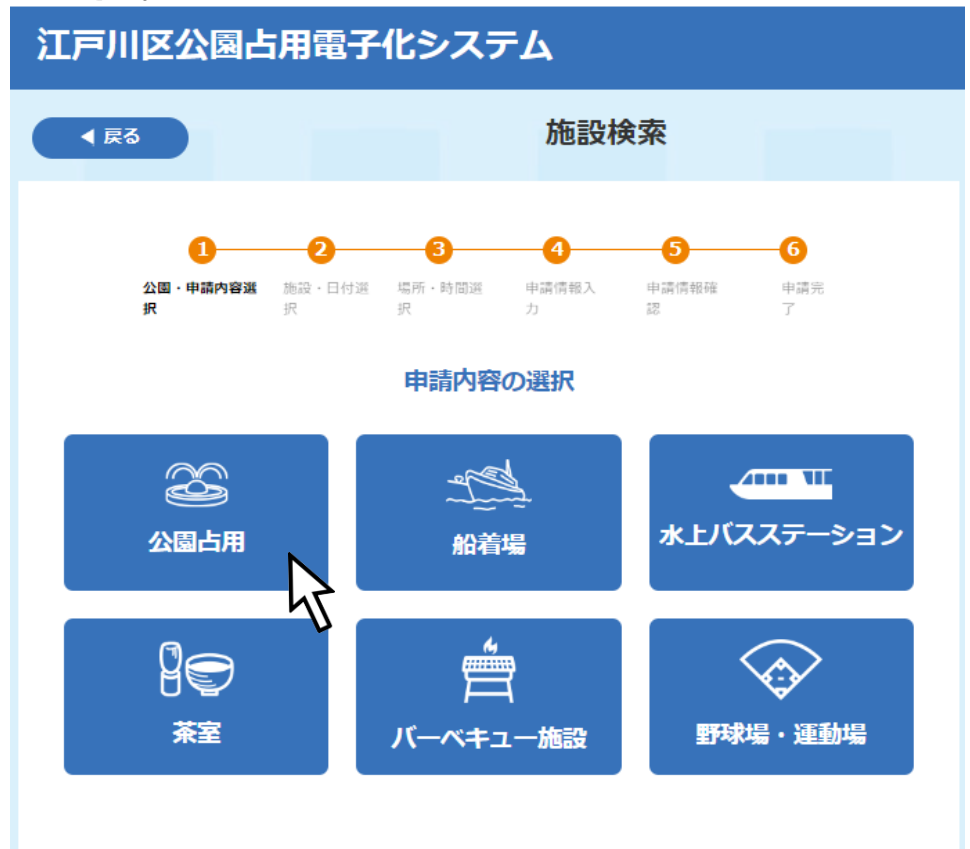 江戸川区公園占用電子化システム
戻る
施設検索
1 2 3 4 5 6
公園・申請内容選 施設・日付選 場所・時間選 申請情報入 申請情報確 申請完
択 択 択 力 認 了
申請内容の選択
公園占用 船着場 水上バスステーション
茶室 バーベキュー施設 野球場・運動場